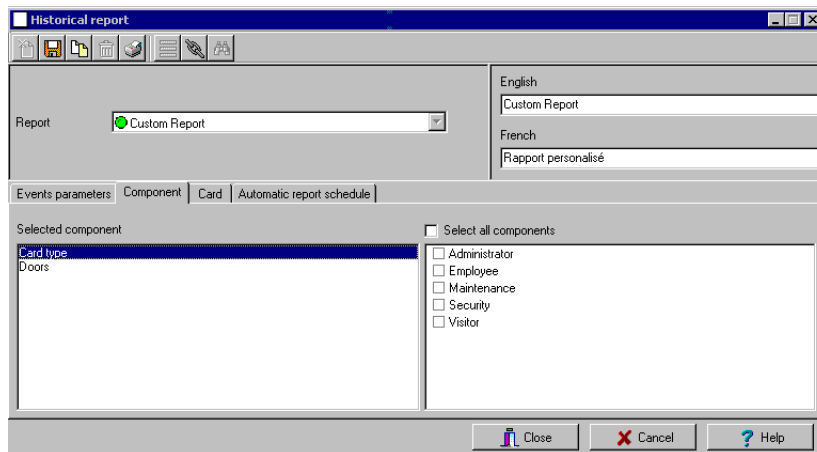 Historical report
English
Custom Report
Report
Custom Report
French
Rapport personalisé
Events parameters Component Card Automatic report schedule
Selected component
Select all components
Card type
Doors
Administrator
Employee
Maintenance
Security
Visitor
Close Cancel Help